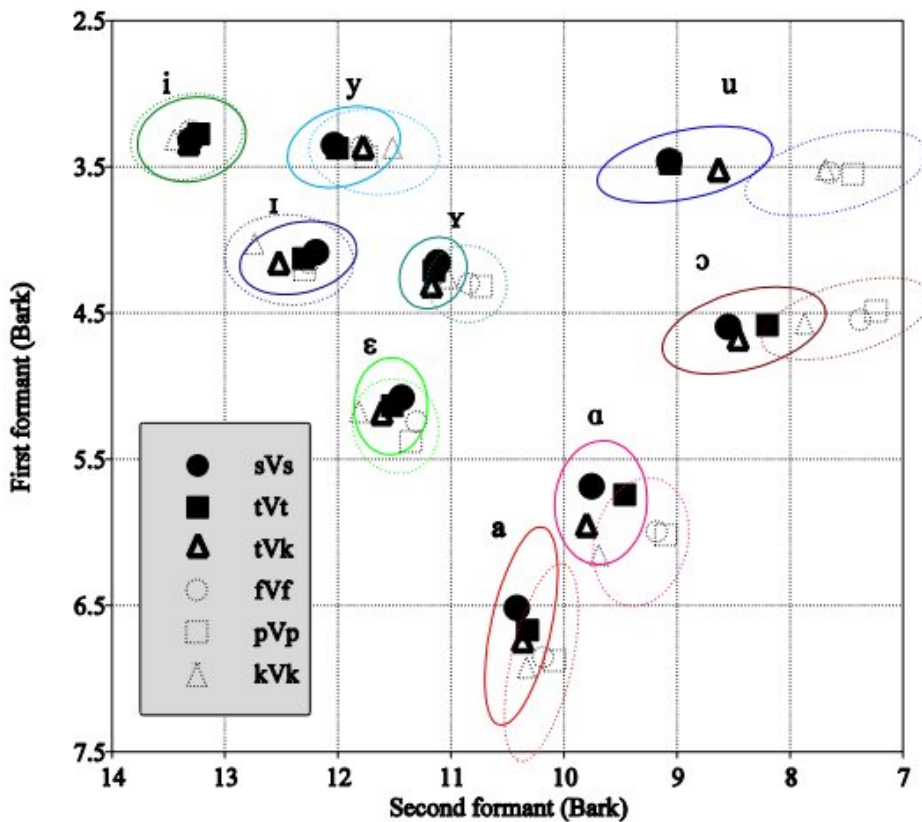 2.5
i
y
u
3.5
ɪ
ʏ
ɔ
4.5
ɛ
ɑ
First formant (Bark)
5.5
sVs
tVt
a
tVk
fVf
6.5
pVp
kVk
7.5
14 13 12 11 10 9 8 7
Second formant (Bark)